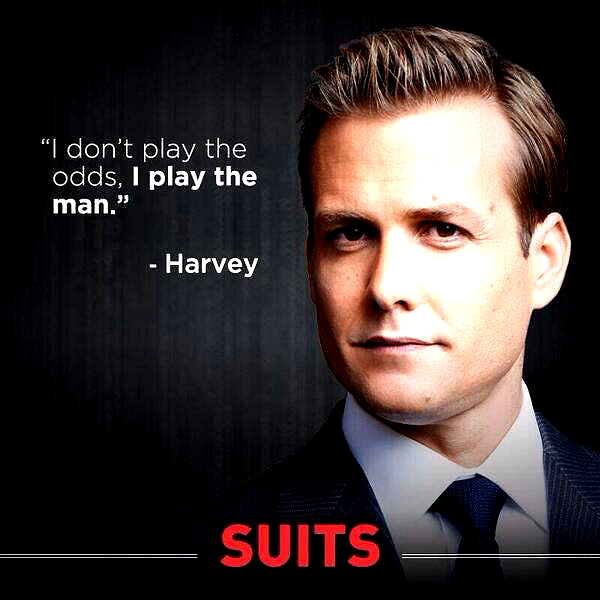 “I don’t play the
odds, I play the
man.”
- Harvey
SUITS